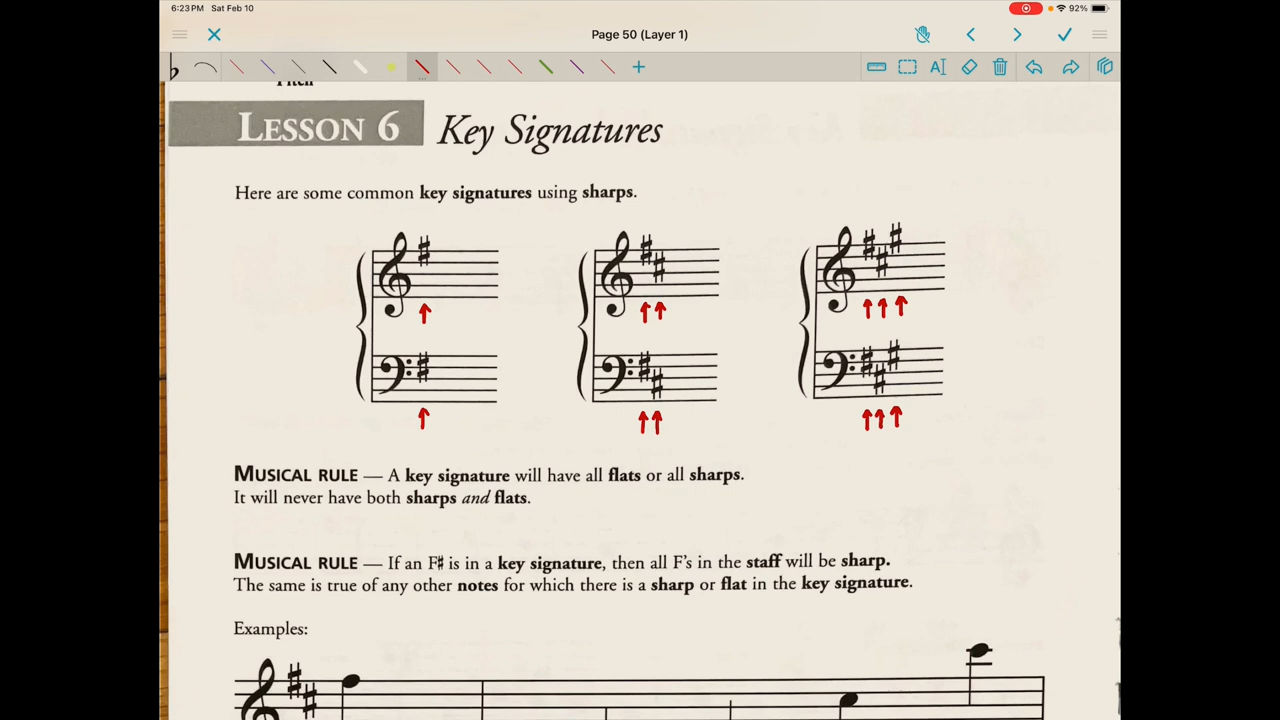 6:23 PM Sat Feb 10
92%
Page 50 (Layer 1)
Pitch
LESSON 6 Key Signatures
Here are some common key signatures using sharps.
MUSICAL RULE — A key signature will have all flats or all sharps.
It will never have both sharps and flats.
MUSICAL RULE — If an F♯ is in a key signature, then all F's in the staff will be sharp.
The same is true of any other notes for which there is a sharp or flat in the key signature.
Examples: